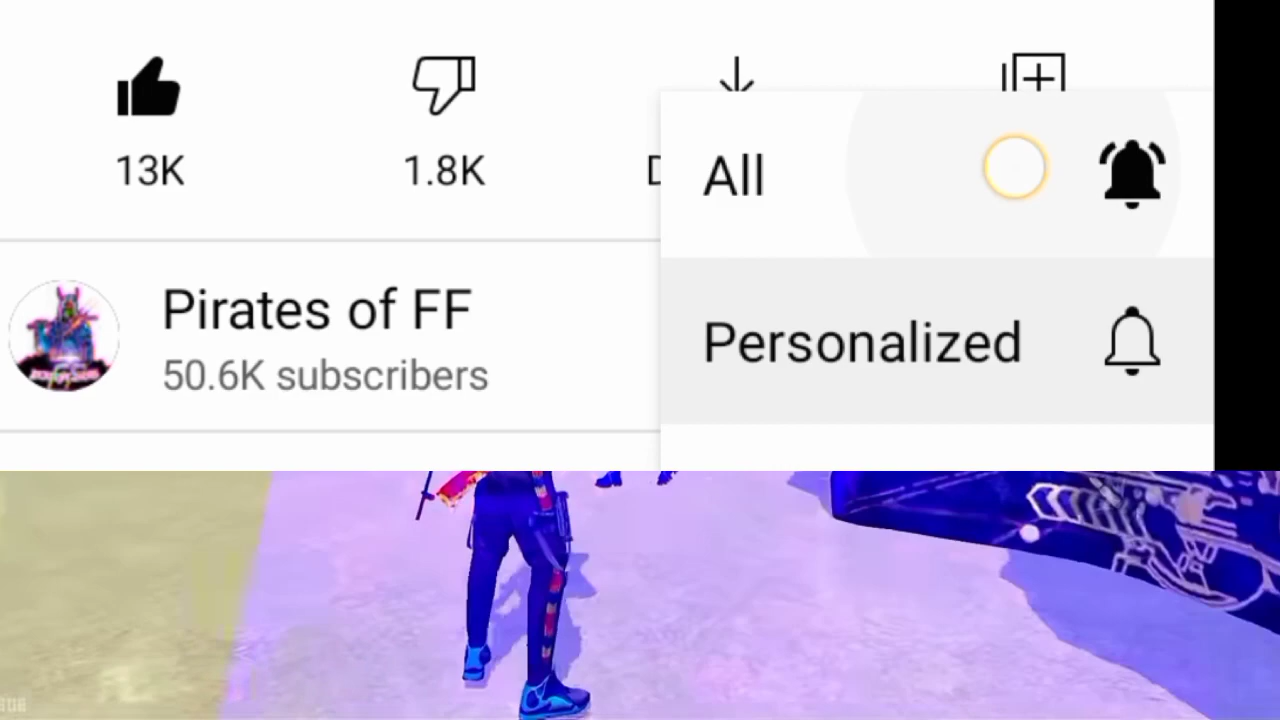 13K
1.8K
All
Pirates of FF
50.6K subscribers
Personalized